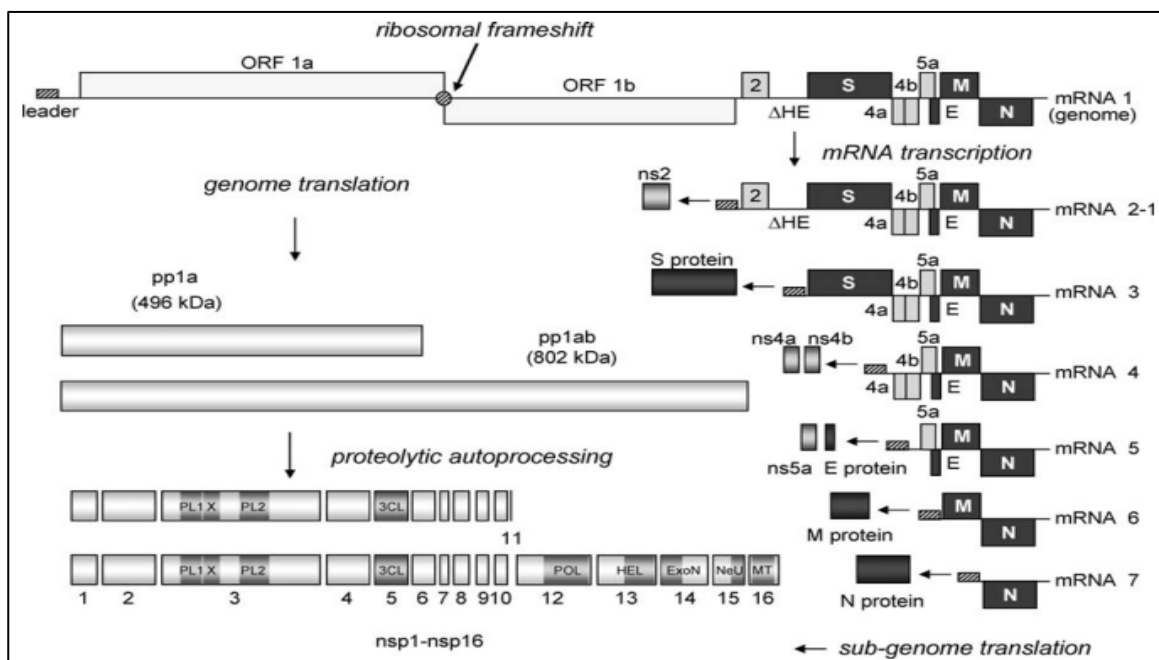 ribosomal frameshift
ORF 1a
5a
ORF 1b
2
S
4b
M
mRNA 1
leader
ΔHE
4a
E
N
(genome)
mRNA transcription
genome translation
ns2
5a
2
S
4b
M
mRNA 2-1
ΔHE
4a
E
N
S protein
5a
pp1a
S
4b
M
mRNA 3
(496 kDa)
4a
E
N
pp1ab
ns4a ns4b
5a
(802 kDa)
4b
M
mRNA 4
4a
E
N
5a
M
mRNA 5
proteolytic autoprocessing
ns5a E protein
E
N
PL1 X PL2 3CL
M
mRNA 6
11
M protein
N
PL1 X PL2 3CL POL HEL ExoN NeU MT
mRNA 7
1 2 3 4 5 6 7 8 9 10 12 13 14 15 16
N protein
N
nsp1-nsp16
sub-genome translation